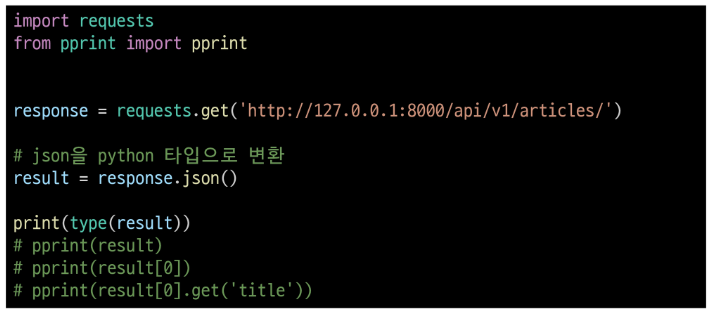 import requests
from pprint import pprint
response = requests.get('http://127.0.0.1:8000/api/v1/articles/')
# json을 python 타입으로 변환
result = response.json()
print(type(result))
# pprint(result)
# pprint(result[0])
# pprint(result[0].get('title'))